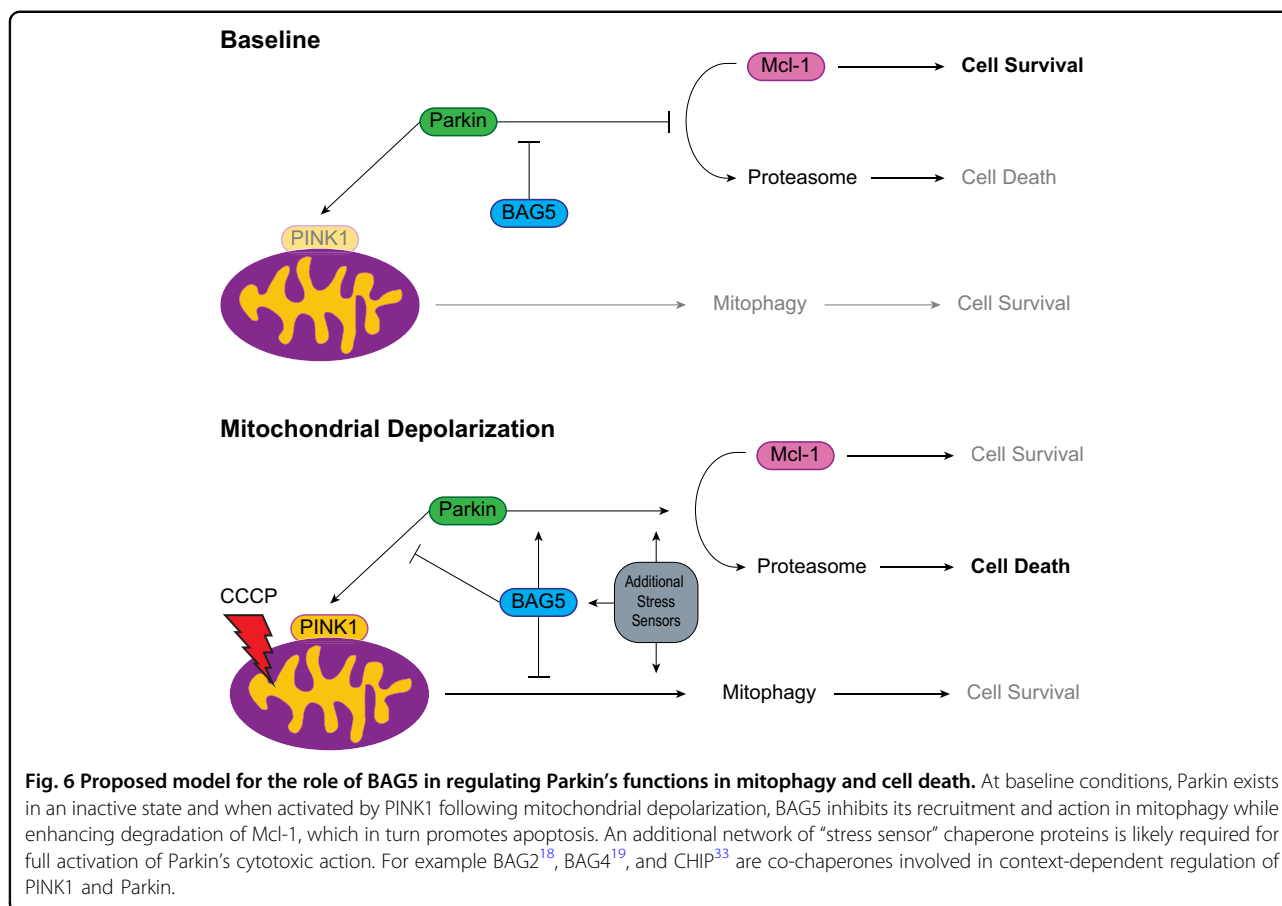 Baseline
Mcl-1
Cell Survival
Parkin
Proteasome
Cell Death
BAG5
PINK1
Mitophagy
Cell Survival
Mitochondrial Depolarization
Mcl-1
Cell Survival
Parkin
Proteasome
Cell Death
Additional
Stress
Sensors
BAG5
CCCP
PINK1
Mitophagy
Cell Survival
Fig. 6 Proposed model for the role of BAG5 in regulating Parkin's functions in mitophagy and cell death. At baseline conditions, Parkin exists
in an inactive state and when activated by PINK1 following mitochondrial depolarization, BAG5 inhibits its recruitment and action in mitophagy while
enhancing degradation of Mcl-1, which in turn promotes apoptosis. An additional network of “stress sensor” chaperone proteins is likely required for
full activation of Parkin's cytotoxic action. For example BAG218, BAG419, and CHIP33 are co-chaperones involved in context-dependent regulation of
PINK1 and Parkin.